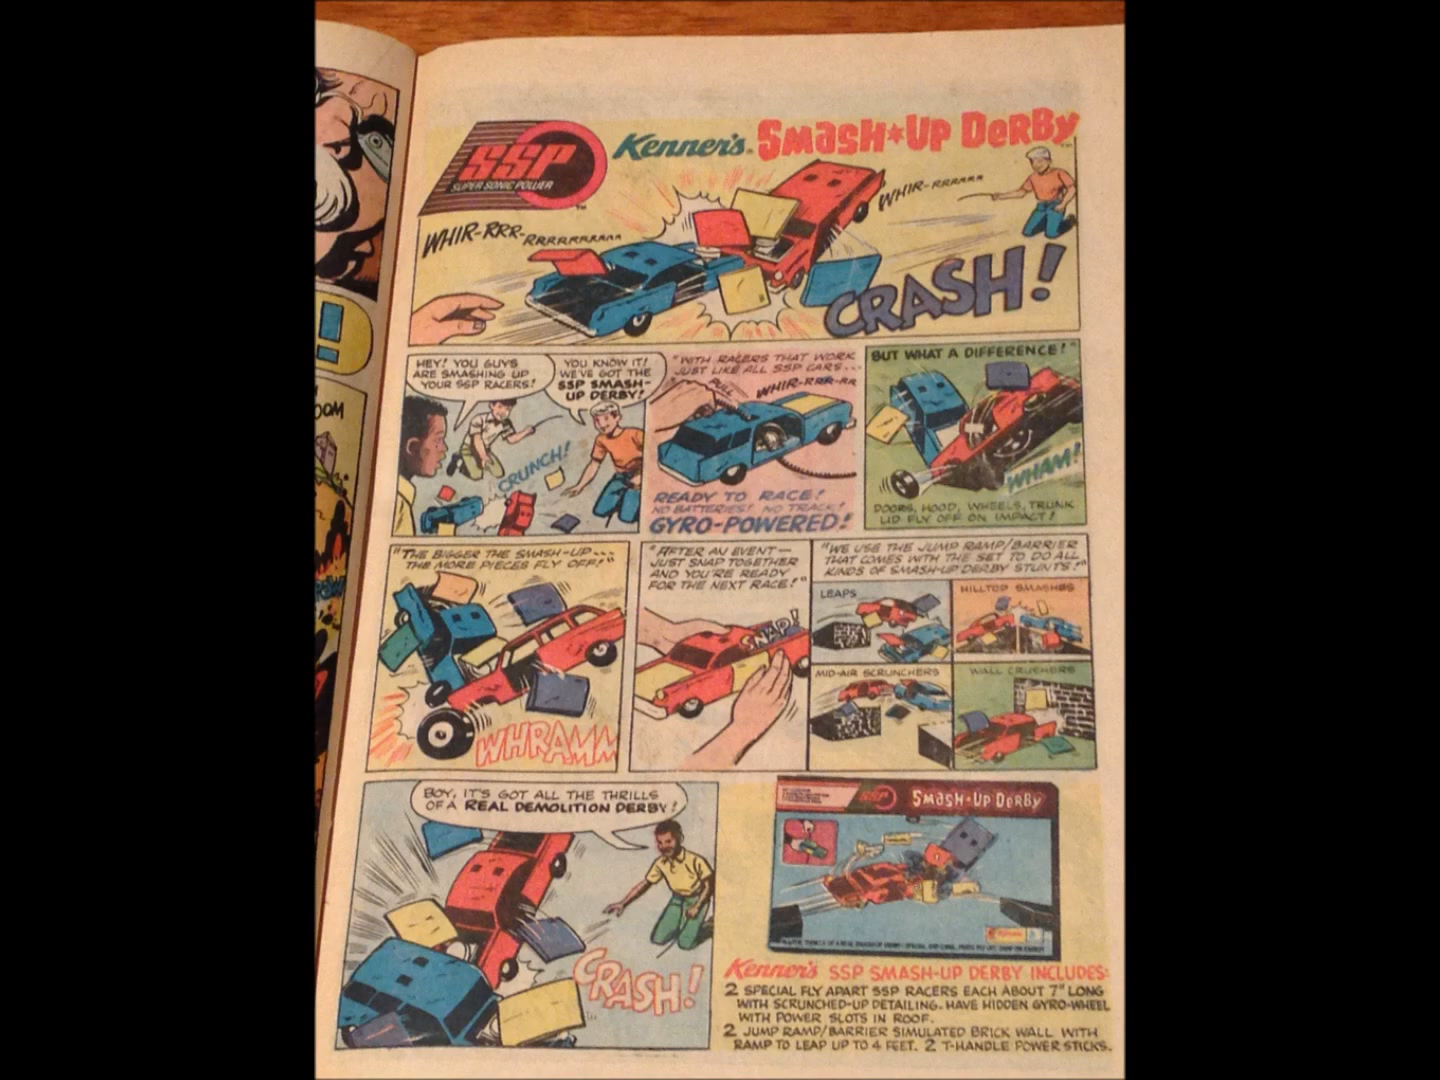 SSP
SUPER SONIC POWER
TM
Kenner's SMASH★UP DERBY
WHIR-RRR-RRRRRRRRRR
WHIR-RRRRRR
CRASH!
HEY! YOU GUYS
ARE SMASHING UP
YOUR SSP RACERS!
YOU KNOW IT!
WE'VE GOT THE
SSP SMASH-
UP DERBY!
CRUNCH!
"WITH RACERS THAT WORK
JUST LIKE ALL SSP CARS...
PULL
WHIR-RRR-RR
READY TO RACE!
NO BATTERIES! NO TRACK!
GYRO-POWERED!
BUT WHAT A DIFFERENCE!"
WHAM!
DOORS, HOOD, WHEELS, TRUNK
LID FLY OFF ON IMPACT!
"THE BIGGER THE SMASH-UP...
THE MORE PIECES FLY OFF!"
WHRAMM
"AFTER AN EVENT—
JUST SNAP TOGETHER
AND YOU'RE READY
FOR THE NEXT RACE!"
SNAP!
"WE USE THE JUMP RAMP/BARRIER
THAT COMES WITH THE SET TO DO ALL
KINDS OF SMASH-UP DERBY STUNTS!"
LEAPS
HILLTOP SMASHES
MID-AIR SCRUNCHERS
WALL CRUSHERS
BOY, IT'S GOT ALL THE THRILLS
OF A REAL DEMOLITION DERBY!
CRASH!
SSP
SMASH★UP DERBY
Kenner's SSP SMASH-UP DERBY INCLUDES:
2 SPECIAL FLY APART SSP RACERS EACH ABOUT 7" LONG
WITH SCRUNCHED-UP DETAILING. HAVE HIDDEN GYRO-WHEEL
WITH POWER SLOTS IN ROOF.
2 JUMP RAMP/BARRIER SIMULATED BRICK WALL WITH
RAMP TO LEAP UP TO 4 FEET. 2 T-HANDLE POWER STICKS.
!
OOM